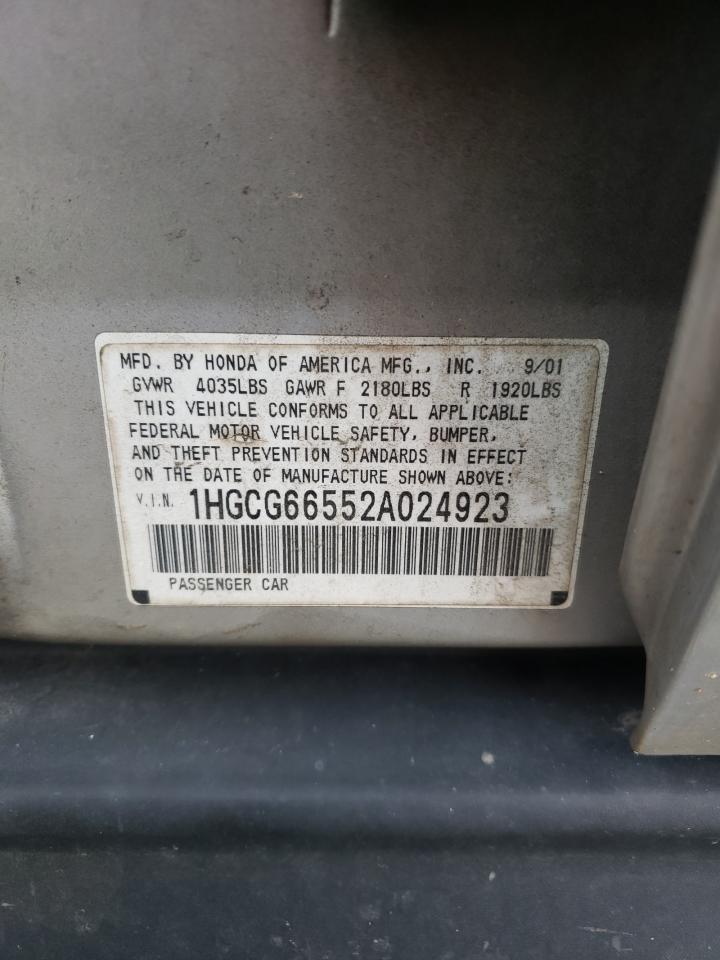 MFD. BY HONDA OF AMERICA MFG., INC. 9/01
GVWR 4035LBS GAWR F 2180LBS R 1920LBS
THIS VEHICLE CONFORMS TO ALL APPLICABLE
FEDERAL MOTOR VEHICLE SAFETY, BUMPER,
AND THEFT PREVENTION STANDARDS IN EFFECT
ON THE DATE OF MANUFACTURE SHOWN ABOVE:
V.I.N. 1HGCG66552A024923
PASSENGER CAR